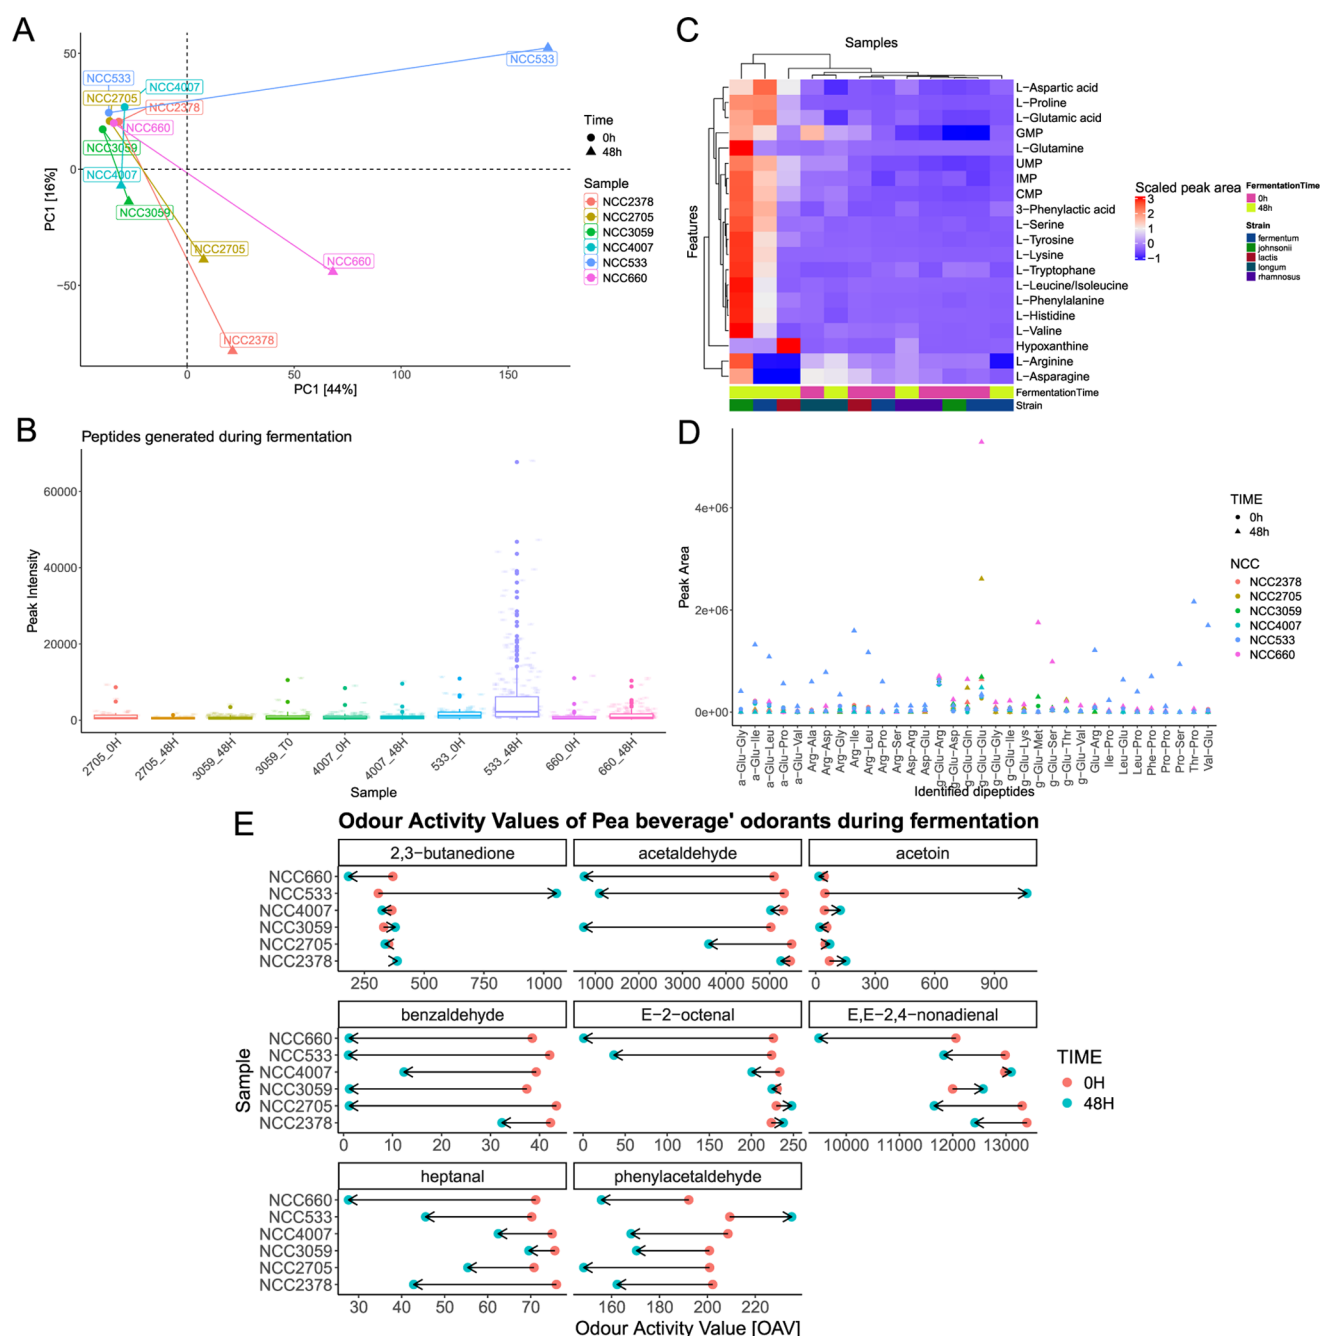 A
50
0
−50
PC1 [16%]
0
50
100
150
PC1 [44%]
NCC533
NCC533
NCC4007
NCC2705
NCC2378
NCC660
NCC3059
NCC4007
NCC3059
NCC2705
NCC660
NCC2378
Time
0h
48h
Sample
NCC2378
NCC2705
NCC3059
NCC4007
NCC533
NCC660
C
Samples
Features
L−Aspartic acid
L−Proline
L−Glutamic acid
GMP
L−Glutamine
UMP
IMP
CMP
3−Phenylactic acid
L−Serine
L−Tyrosine
L−Lysine
L−Tryptophane
L−Leucine/Isoleucine
L−Phenylalanine
L−Histidine
L−Valine
Hypoxanthine
L−Arginine
L−Asparagine
FermentationTime
Strain
Scaled peak area
3
2
1
0
−1
FermentationTime
0h
48h
Strain
fermentum
johnsonii
lactis
longum
rhamnosus
B
Peptides generated during fermentation
Peak Intensity
60000
40000
20000
0
2705_0H
2705_48H
3059_48H
3059_T0
4007_0H
4007_48H
533_0H
533_48H
660_0H
660_48H
Sample
D
Peak Area
4e+06
2e+06
0e+00
a−Glu−Gly
a−Glu−Ile
a−Glu−Leu
a−Glu−Pro
a−Glu−Val
Arg−Ala
Arg−Asp
Arg−Gly
Arg−Ile
Arg−Leu
Arg−Pro
Arg−Ser
Asp−Arg
Asp−Glu
g−Glu−Arg
g−Glu−Asp
g−Glu−Gln
g−Glu−Glu
g−Glu−Gly
g−Glu−Ile
g−Glu−Lys
g−Glu−Met
g−Glu−Ser
g−Glu−Thr
g−Glu−Val
Glu−Arg
Ile−Pro
Leu−Glu
Leu−Pro
Phe−Pro
Pro−Pro
Pro−Ser
Thr−Pro
Val−Glu
Identified dipeptides
TIME
0h
48h
NCC
NCC2378
NCC2705
NCC3059
NCC4007
NCC533
NCC660
E
Odour Activity Values of Pea beverage' odorants during fermentation
2,3−butanedione
acetaldehyde
acetoin
NCC660
NCC533
NCC4007
NCC3059
NCC2705
NCC2378
250 500 750 1000
1000 2000 3000 4000 5000
0 300 600 900
benzaldehyde
E−2−octenal
E,E−2,4−nonadienal
NCC660
NCC533
NCC4007
NCC3059
NCC2705
NCC2378
0 10 20 30 40
0 50 100 150 200 250
10000 11000 12000 13000
Sample
TIME
0H
48H
heptanal
phenylacetaldehyde
NCC660
NCC533
NCC4007
NCC3059
NCC2705
NCC2378
30 40 50 60 70
160 180 200 220
Odour Activity Value [OAV]